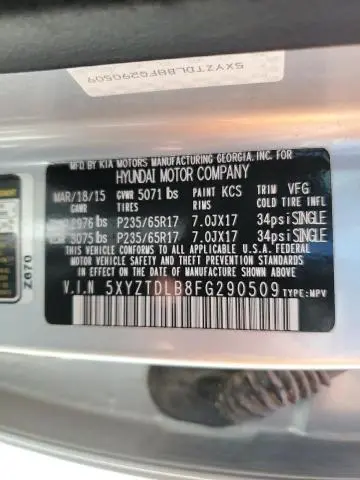 5XYZTDLB8FG290509
MFD. BY KIA MOTORS MANUFACTURING GEORGIA, INC. FOR
HYUNDAI MOTOR COMPANY
MAR/18/15 GVWR 5071 lbs PAINT KCS TRIM VFG
GAWR TIRES RIMS COLD TIRE INFL
2976 lbs P235/65R17 7.0JX17 34psi SINGLE
3075 lbs P235/65R17 7.0JX17 34psi SINGLE
THIS VEHICLE CONFORMS TO ALL APPLICABLE U.S.A. FEDERAL
MOTOR VEHICLE SAFETY STANDARDS IN EFFECT ON
THE DATE OF MANUFACTURE SHOWN ABOVE.
V.I.N 5XYZTDLB8FG290509 TYPE:MPV
Z670